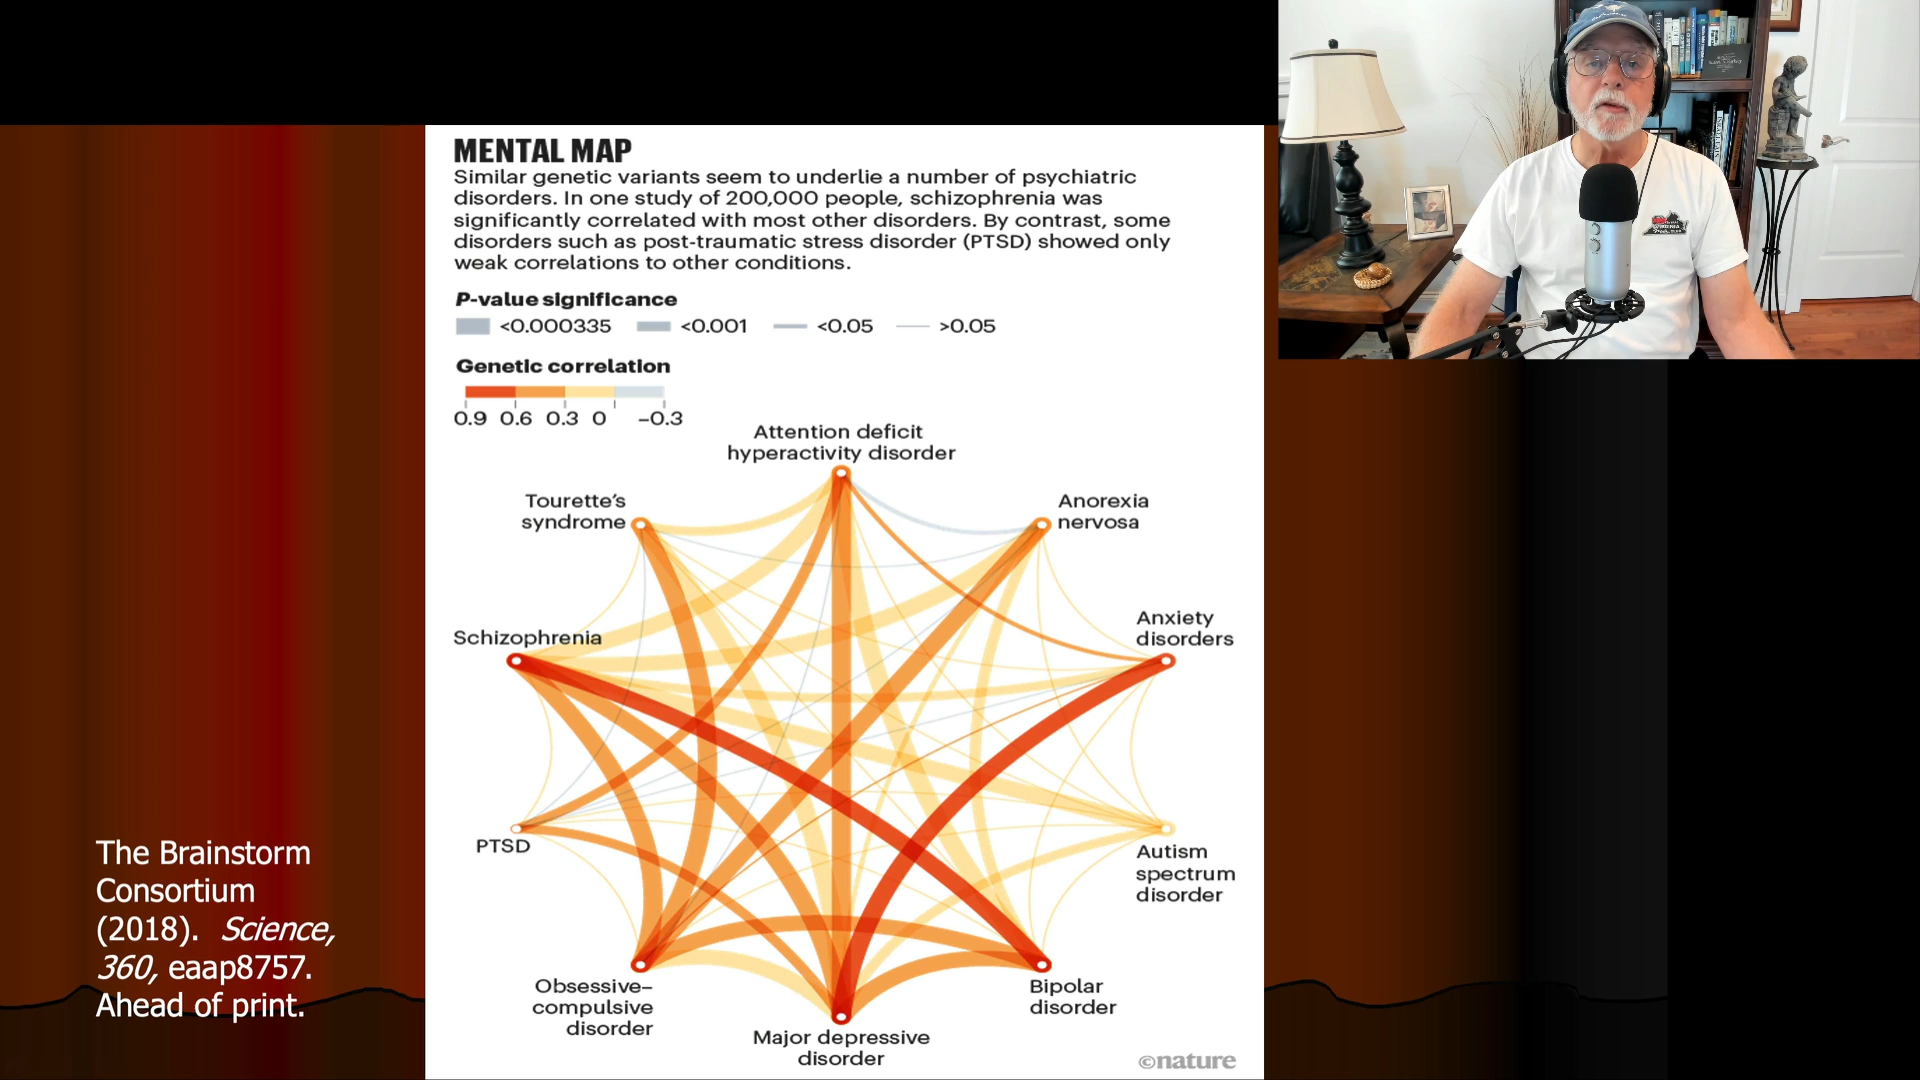 MENTAL MAP
Similar genetic variants seem to underlie a number of psychiatric
disorders. In one study of 200,000 people, schizophrenia was
significantly correlated with most other disorders. By contrast, some
disorders such as post-traumatic stress disorder (PTSD) showed only
weak correlations to other conditions.
P-value significance
<0.000335 <0.001 <0.05 >0.05
Genetic correlation
0.9 0.6 0.3 0 −0.3
Attention deficit
hyperactivity disorder
Tourette's
syndrome
Anorexia
nervosa
Schizophrenia
Anxiety
disorders
PTSD
Autism
spectrum
disorder
Obsessive–
compulsive
disorder
Major depressive
disorder
Bipolar
disorder
©nature
The Brainstorm
Consortium
(2018). Science,
360, eaap8757.
Ahead of print.